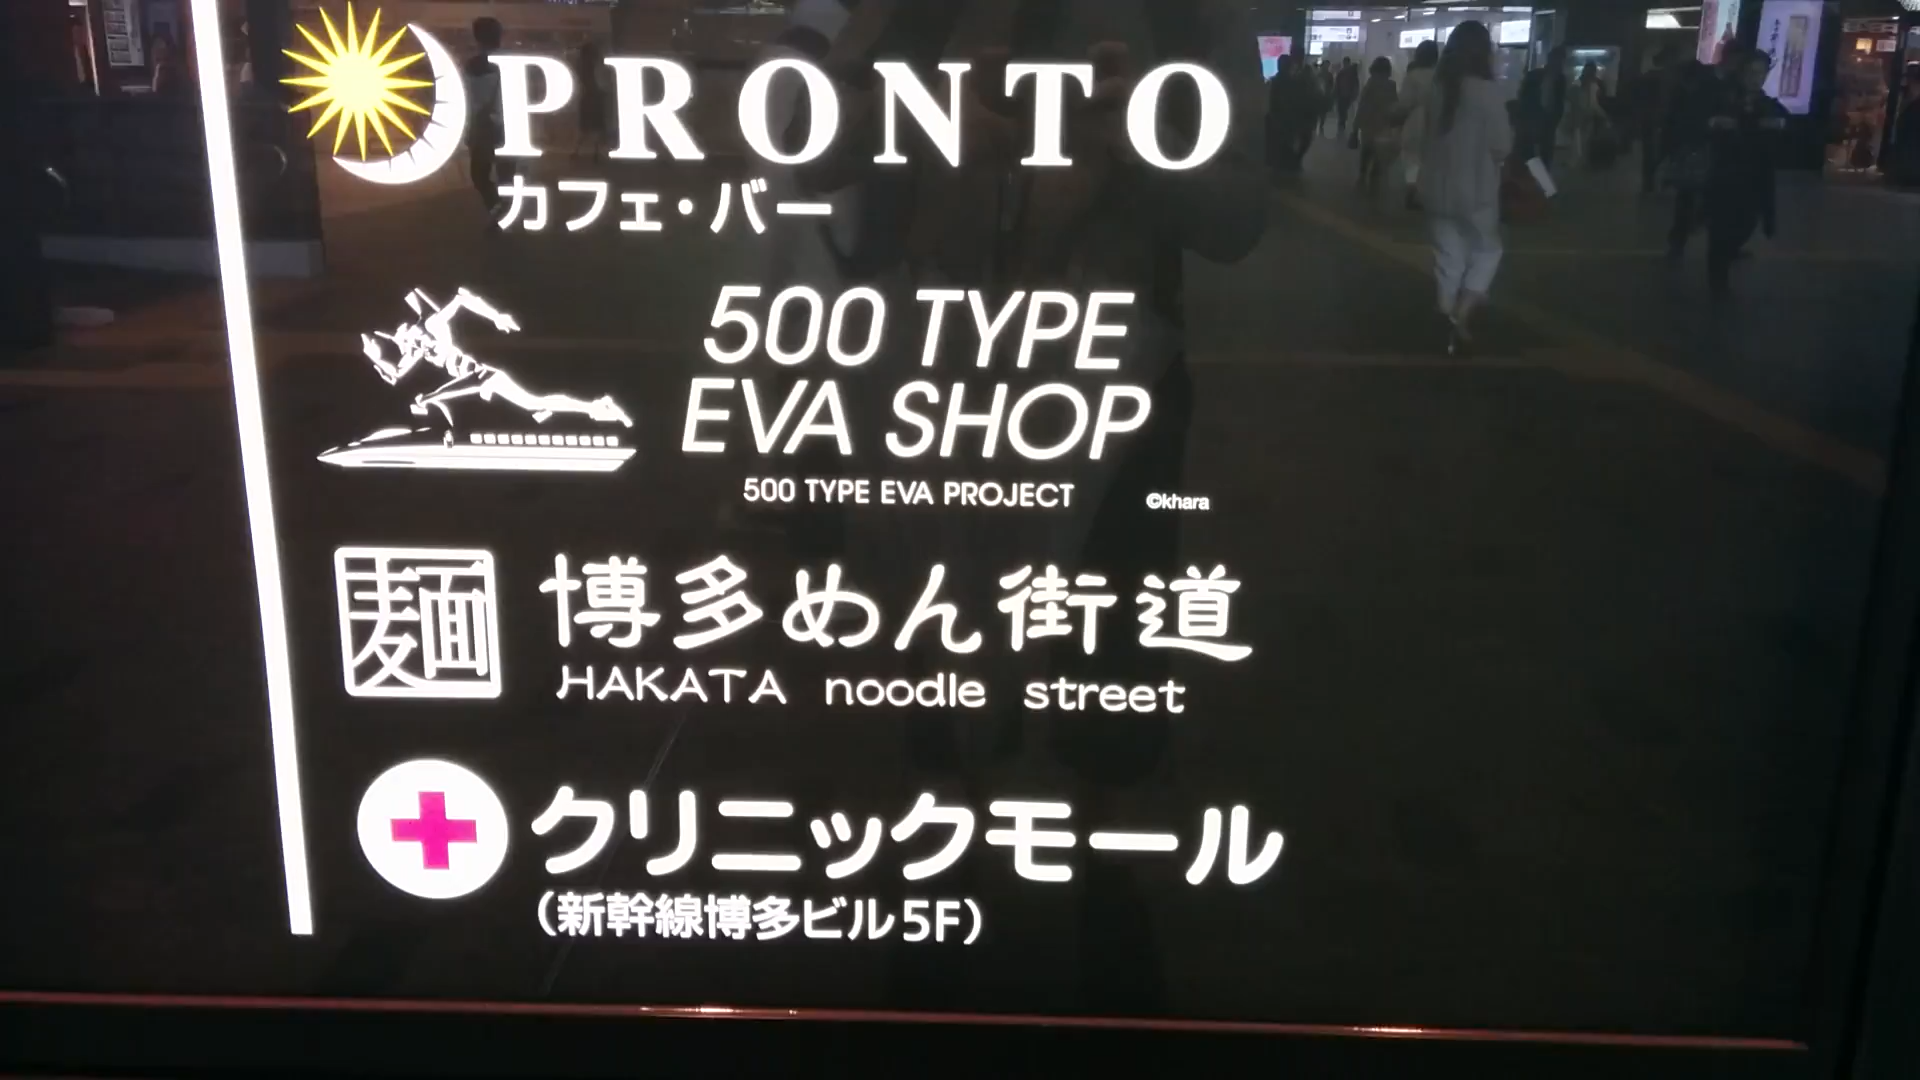 PRONTO
カフェ・バー
500 TYPE
EVA SHOP
500 TYPE EVA PROJECT
©khara
麺
博多めん街道
HAKATA noodle street
クリニックモール
(新幹線博多ビル5F)